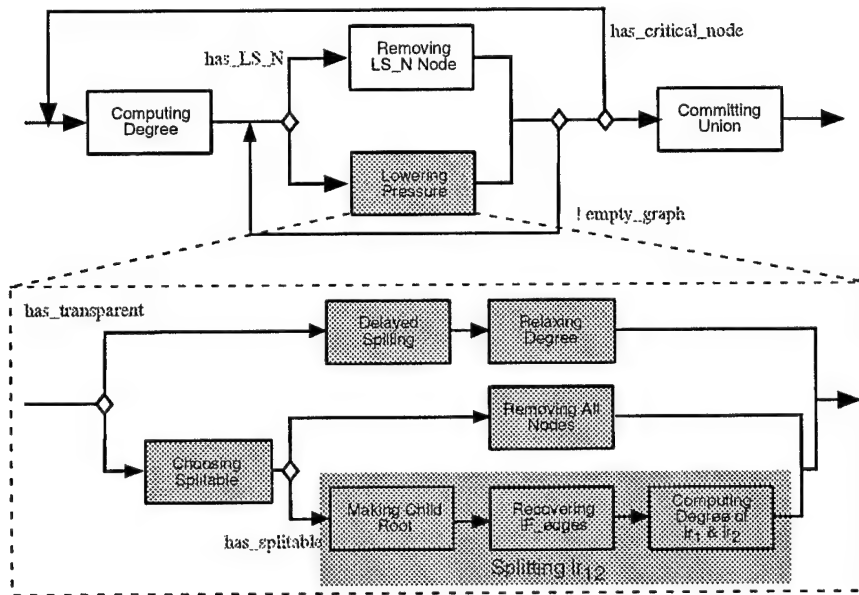 has_critical_node
has_LS_N
Removing
LS_N Node
Computing
Degree
Committing
Union
Lowering
Pressure
! empty_graph
has_transparent
Delayed
Spilling
Relaxing
Degree
Removing All
Nodes
Choosing
Splitable
has_splitable
Making Child
Root
Recovering
IF_edges
Computing
Degree of
lr1 & lr2
Splitting lr12